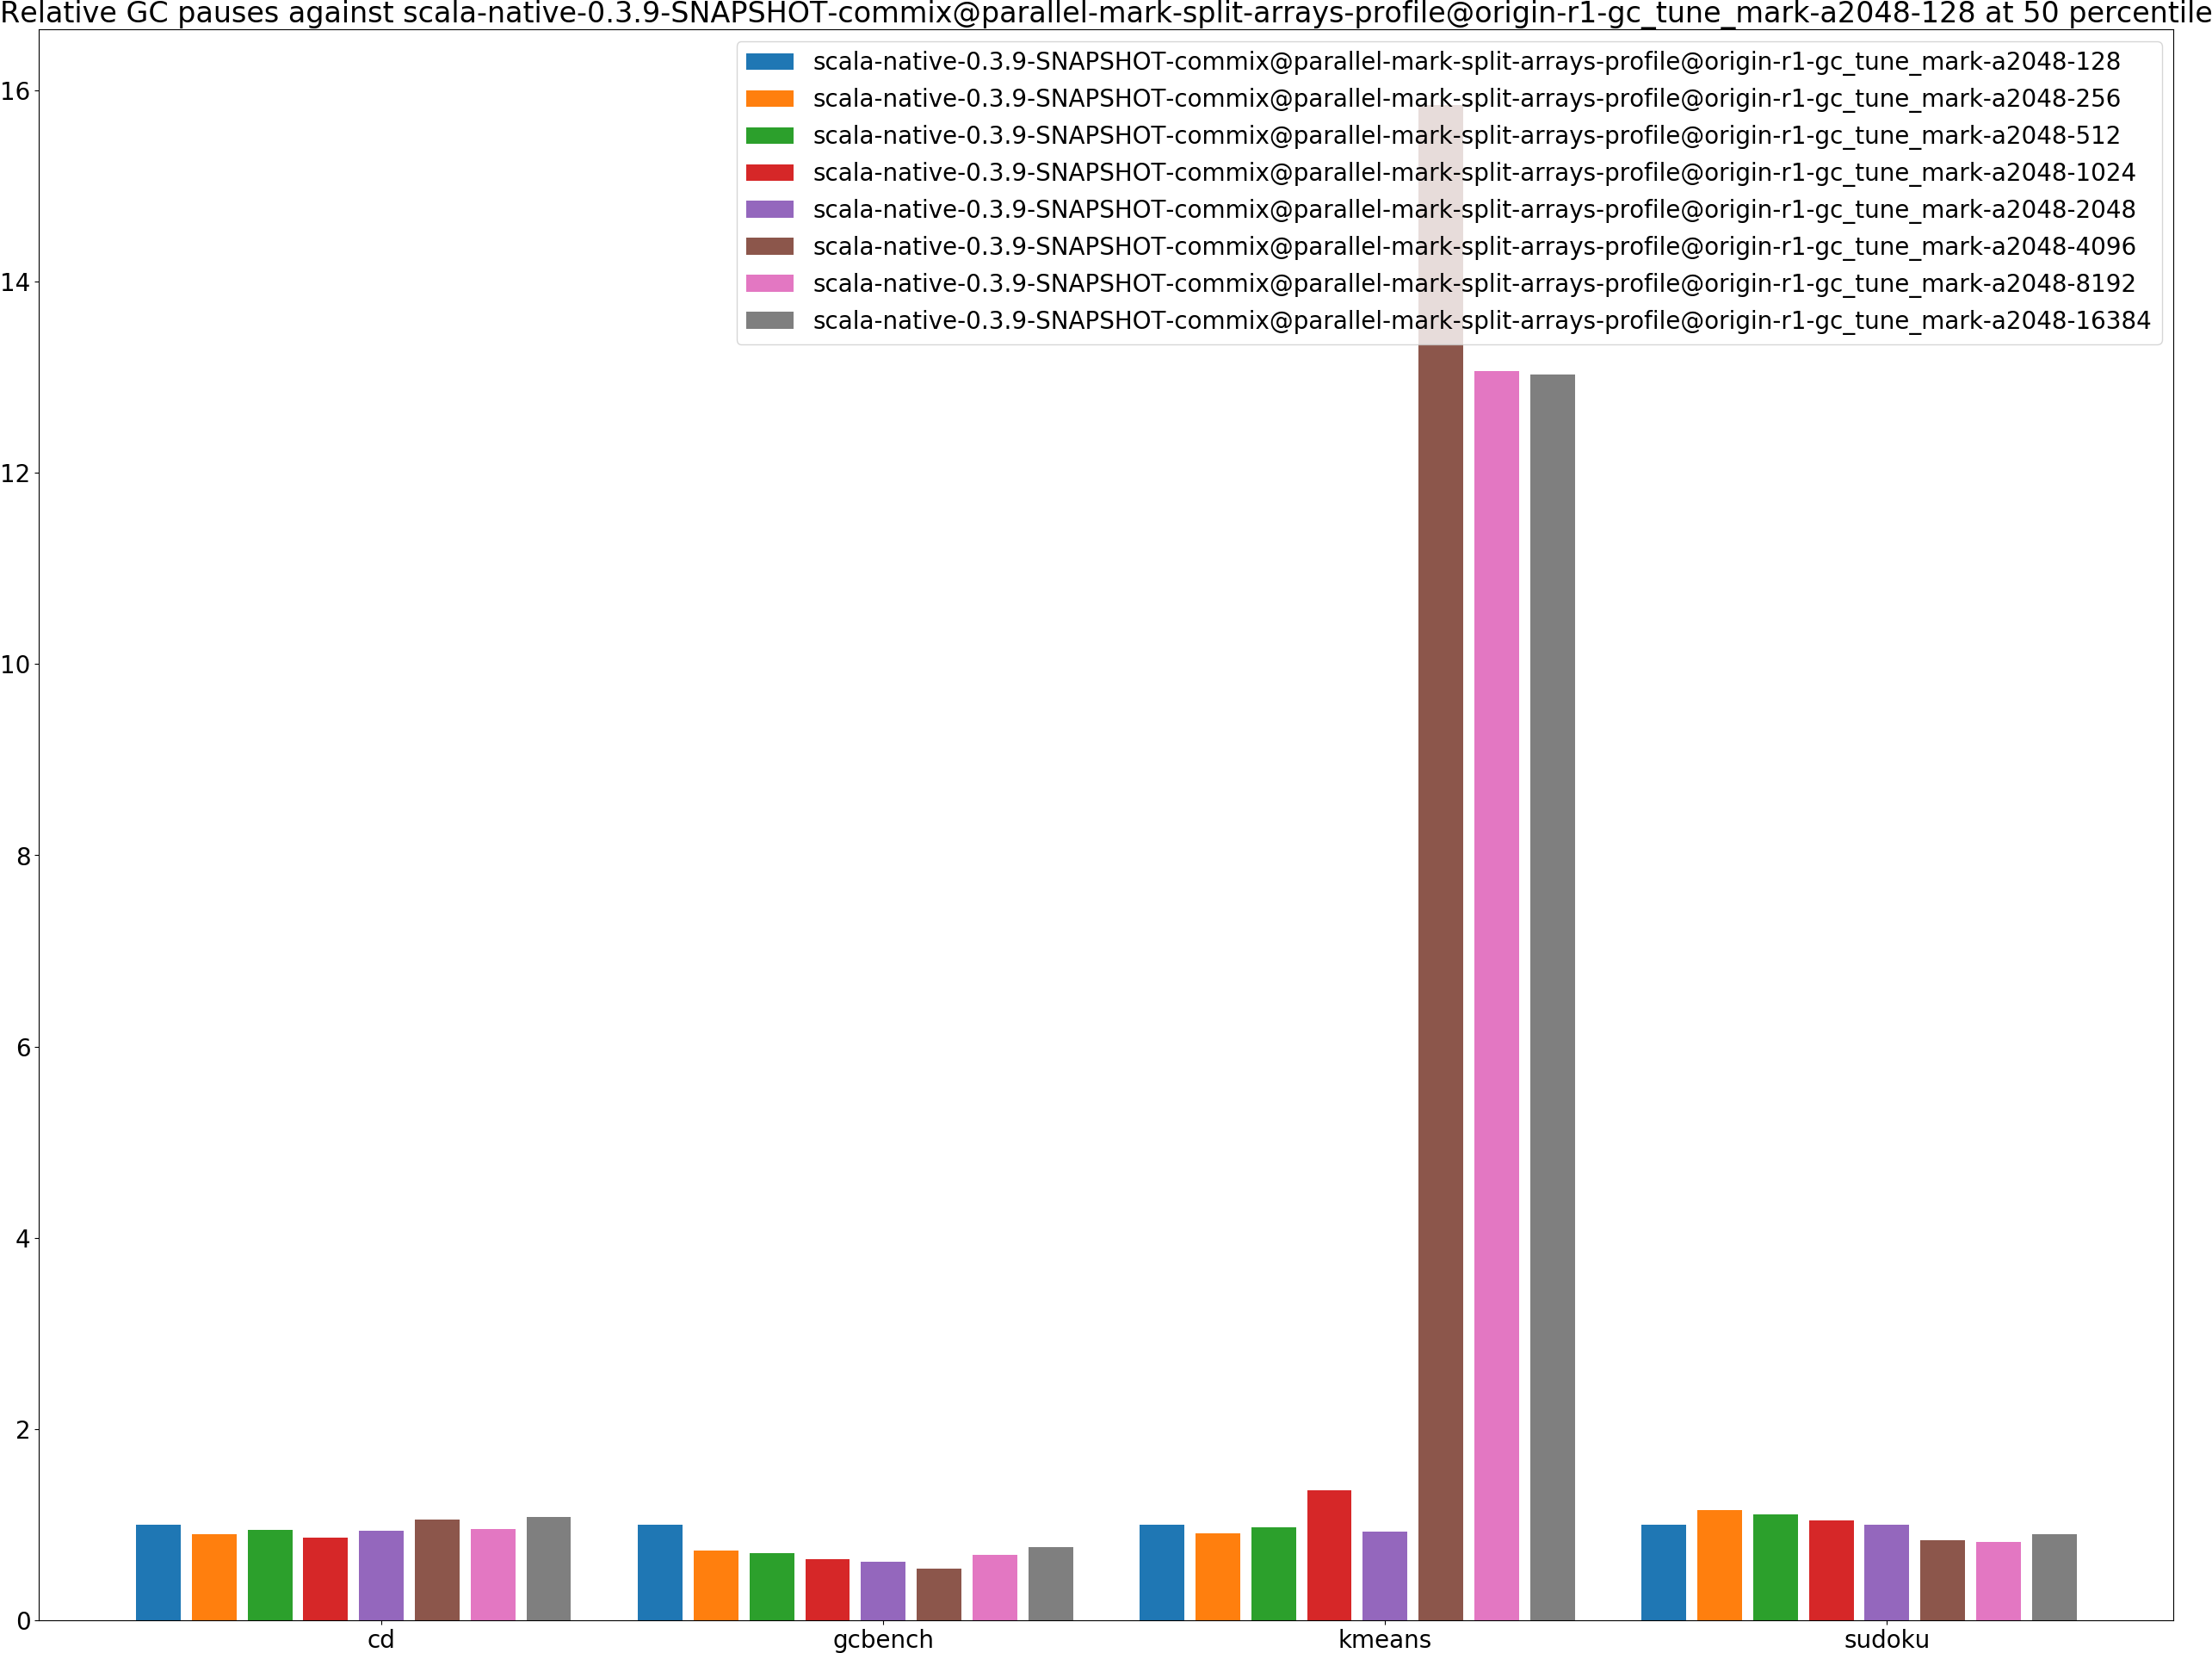 Relative GC pauses against scala-native-0.3.9-SNAPSHOT-commix@parallel-mark-split-arrays-profile@origin-r1-gc_tune_mark-a2048-128 at 50 percentile
scala-native-0.3.9-SNAPSHOT-commix@parallel-mark-split-arrays-profile@origin-r1-gc_tune_mark-a2048-128
scala-native-0.3.9-SNAPSHOT-commix@parallel-mark-split-arrays-profile@origin-r1-gc_tune_mark-a2048-256
scala-native-0.3.9-SNAPSHOT-commix@parallel-mark-split-arrays-profile@origin-r1-gc_tune_mark-a2048-512
scala-native-0.3.9-SNAPSHOT-commix@parallel-mark-split-arrays-profile@origin-r1-gc_tune_mark-a2048-1024
scala-native-0.3.9-SNAPSHOT-commix@parallel-mark-split-arrays-profile@origin-r1-gc_tune_mark-a2048-2048
scala-native-0.3.9-SNAPSHOT-commix@parallel-mark-split-arrays-profile@origin-r1-gc_tune_mark-a2048-4096
scala-native-0.3.9-SNAPSHOT-commix@parallel-mark-split-arrays-profile@origin-r1-gc_tune_mark-a2048-8192
scala-native-0.3.9-SNAPSHOT-commix@parallel-mark-split-arrays-profile@origin-r1-gc_tune_mark-a2048-16384
16
14
12
10
8
6
4
2
0
cd gcbench kmeans sudoku